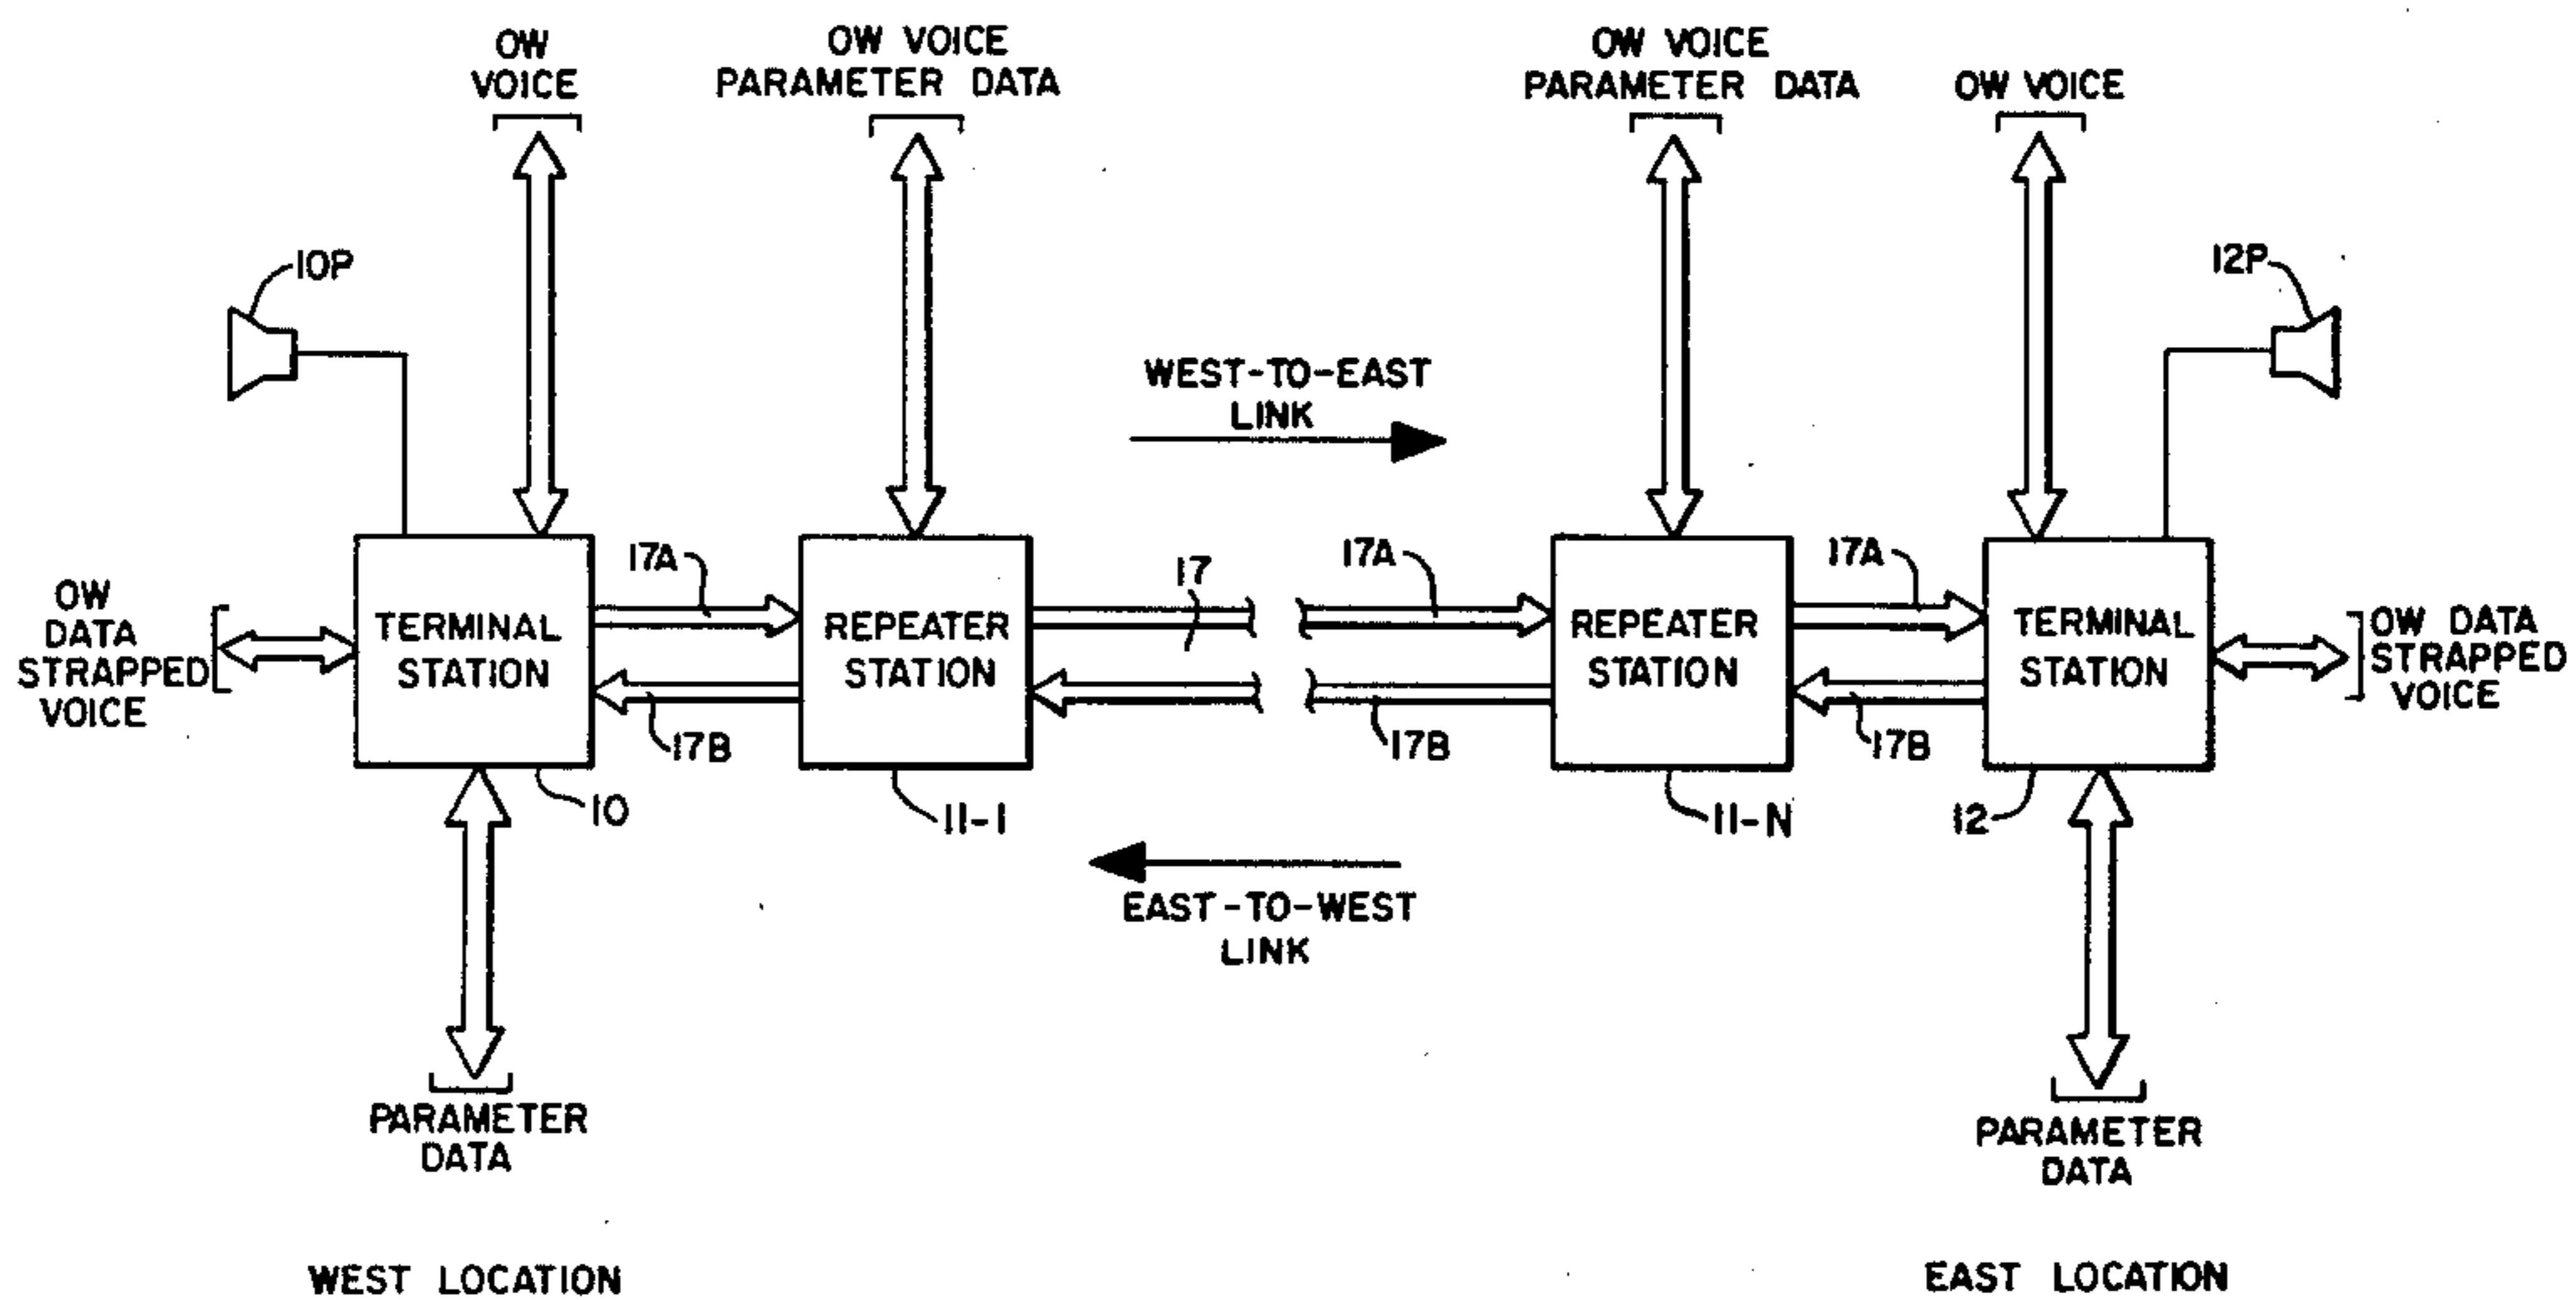 OW
VOICE
OW VOICE
PARAMETER DATA
OW VOICE
PARAMETER DATA
OW VOICE
10P
12P
WEST-TO-EAST
LINK
OW
DATA
STRAPPED
VOICE
TERMINAL
STATION
17A
17B
REPEATER
STATION
17
17A
17B
REPEATER
STATION
17A
17B
TERMINAL
STATION
OW DATA
STRAPPED
VOICE
10
11-1
11-N
12
EAST-TO-WEST
LINK
PARAMETER
DATA
PARAMETER
DATA
WEST LOCATION
EAST LOCATION